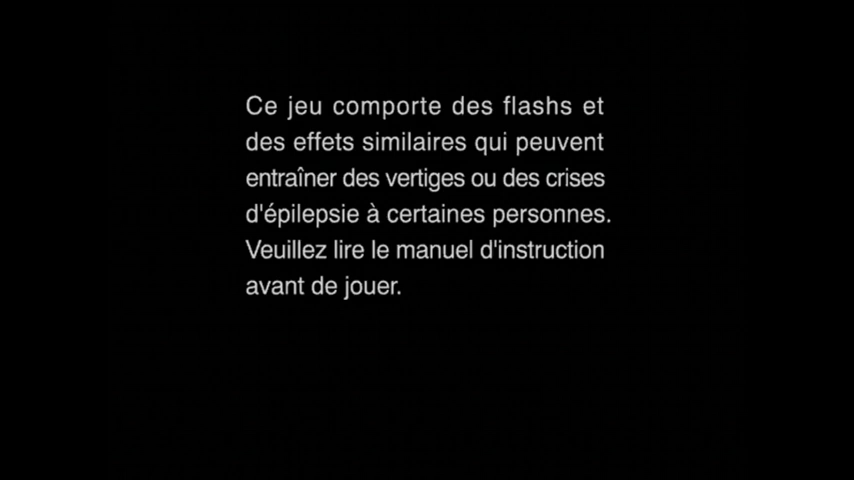 Ce jeu comporte des flashs et
des effets similaires qui peuvent
entraîner des vertiges ou des crises
d'épilepsie à certaines personnes.
Veuillez lire le manuel d'instruction
avant de jouer.